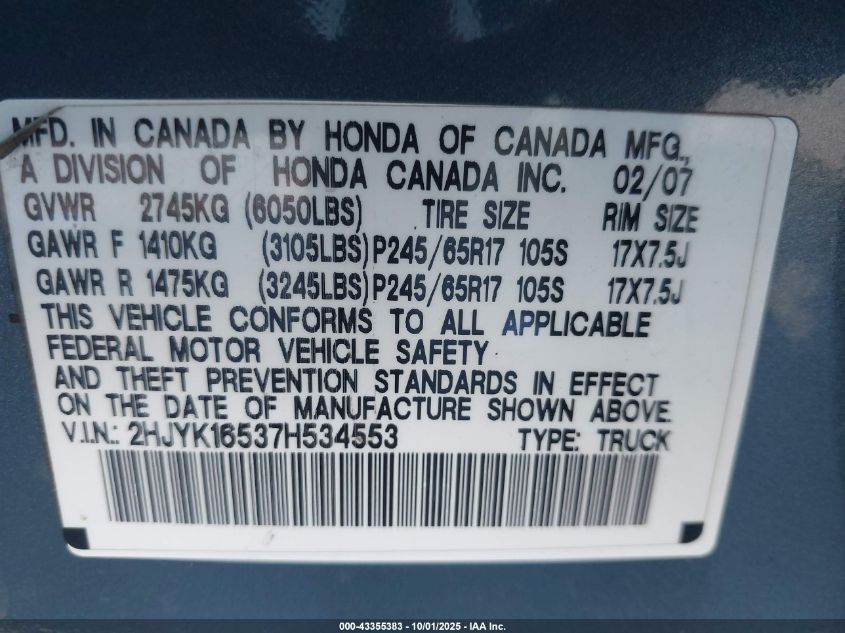 MFD. IN CANADA BY HONDA OF CANADA MFG.,
A DIVISION OF HONDA CANADA INC. 02/07
GVWR 2745KG (6050LBS) TIRE SIZE RIM SIZE
GAWR F 1410KG (3105LBS) P245/65R17 105S 17X7.5J
GAWR R 1475KG (3245LBS) P245/65R17 105S 17X7.5J
THIS VEHICLE CONFORMS TO ALL APPLICABLE
FEDERAL MOTOR VEHICLE SAFETY
AND THEFT PREVENTION STANDARDS IN EFFECT
ON THE DATE OF MANUFACTURE SHOWN ABOVE.
V.I.N.: 2HJYK16537H534553 TYPE: TRUCK
000-43355383 - 10/01/2025 - IAA Inc.